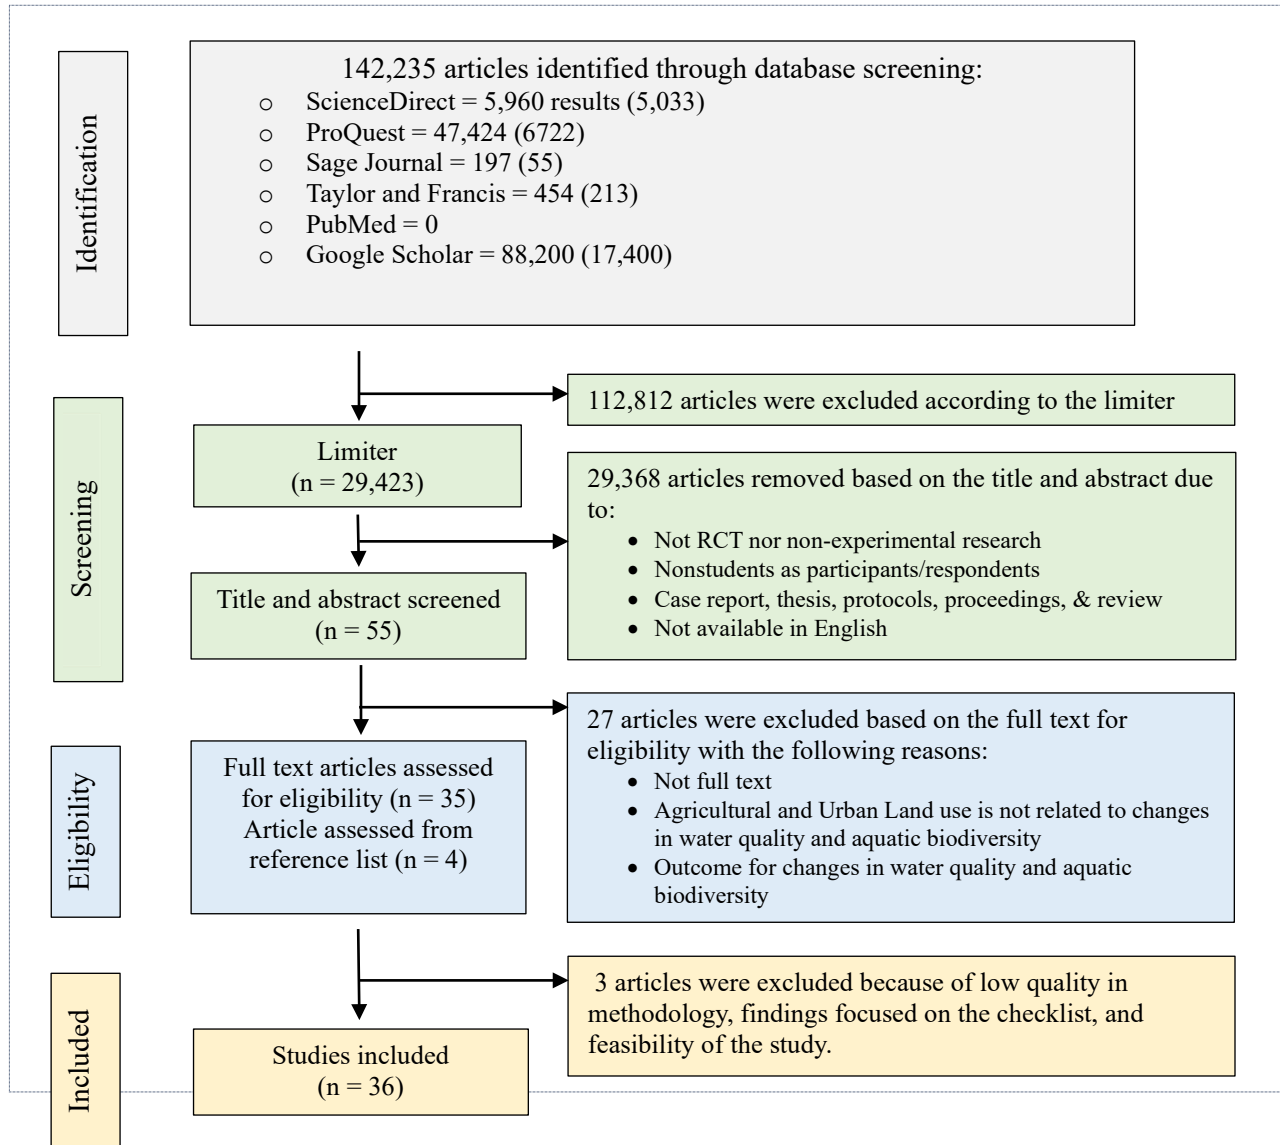 Identification
142,235 articles identified through database screening:
o ScienceDirect = 5,960 results (5,033)
o ProQuest = 47,424 (6722)
o Sage Journal = 197 (55)
o Taylor and Francis = 454 (213)
o PubMed = 0
o Google Scholar = 88,200 (17,400)
Screening
112,812 articles were excluded according to the limiter
Limiter
(n = 29,423)
29,368 articles removed based on the title and abstract due
to:
• Not RCT nor non-experimental research
• Nonstudents as participants/respondents
• Case report, thesis, protocols, proceedings, & review
• Not available in English
Title and abstract screened
(n = 55)
Eligibility
27 articles were excluded based on the full text for
eligibility with the following reasons:
• Not full text
• Agricultural and Urban Land use is not related to changes
in water quality and aquatic biodiversity
• Outcome for changes in water quality and aquatic
biodiversity
Full text articles assessed
for eligibility (n = 35)
Article assessed from
reference list (n = 4)
Included
3 articles were excluded because of low quality in
methodology, findings focused on the checklist, and
feasibility of the study.
Studies included
(n = 36)